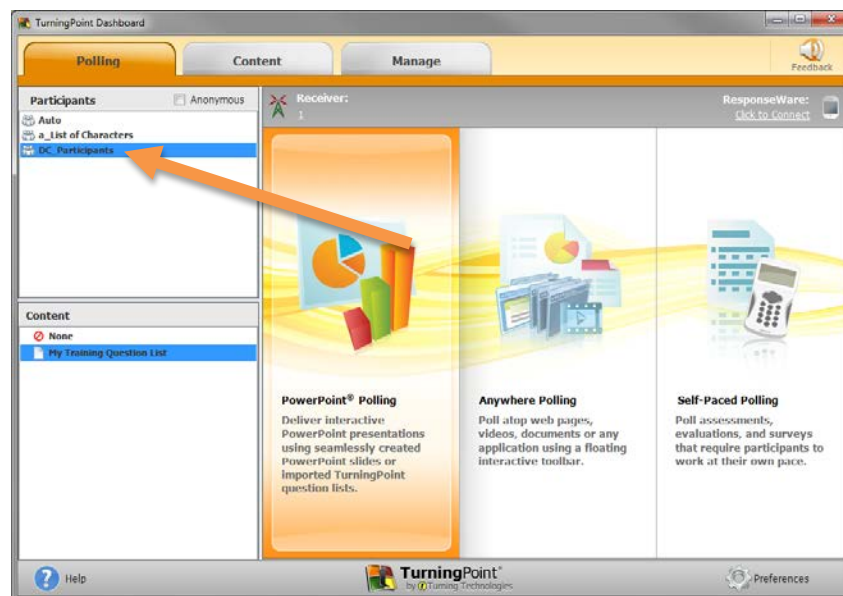 TurningPoint Dashboard
Polling
Content
Manage
Feedback
Participants
Anonymous
Auto
a_List of Characters
DC_Participants
Receiver:
1
ResponseWare:
Click to Connect
Content
None
My Training Question List
PowerPoint® Polling
Deliver interactive
PowerPoint presentations
using seamlessly created
PowerPoint slides or
imported TurningPoint
question lists.
Anywhere Polling
Poll atop web pages,
videos, documents or any
application using a floating
interactive toolbar.
Self-Paced Polling
Poll assessments,
evaluations, and surveys
that require participants to
work at their own pace.
Help
TurningPoint
by Turning Technologies
Preferences